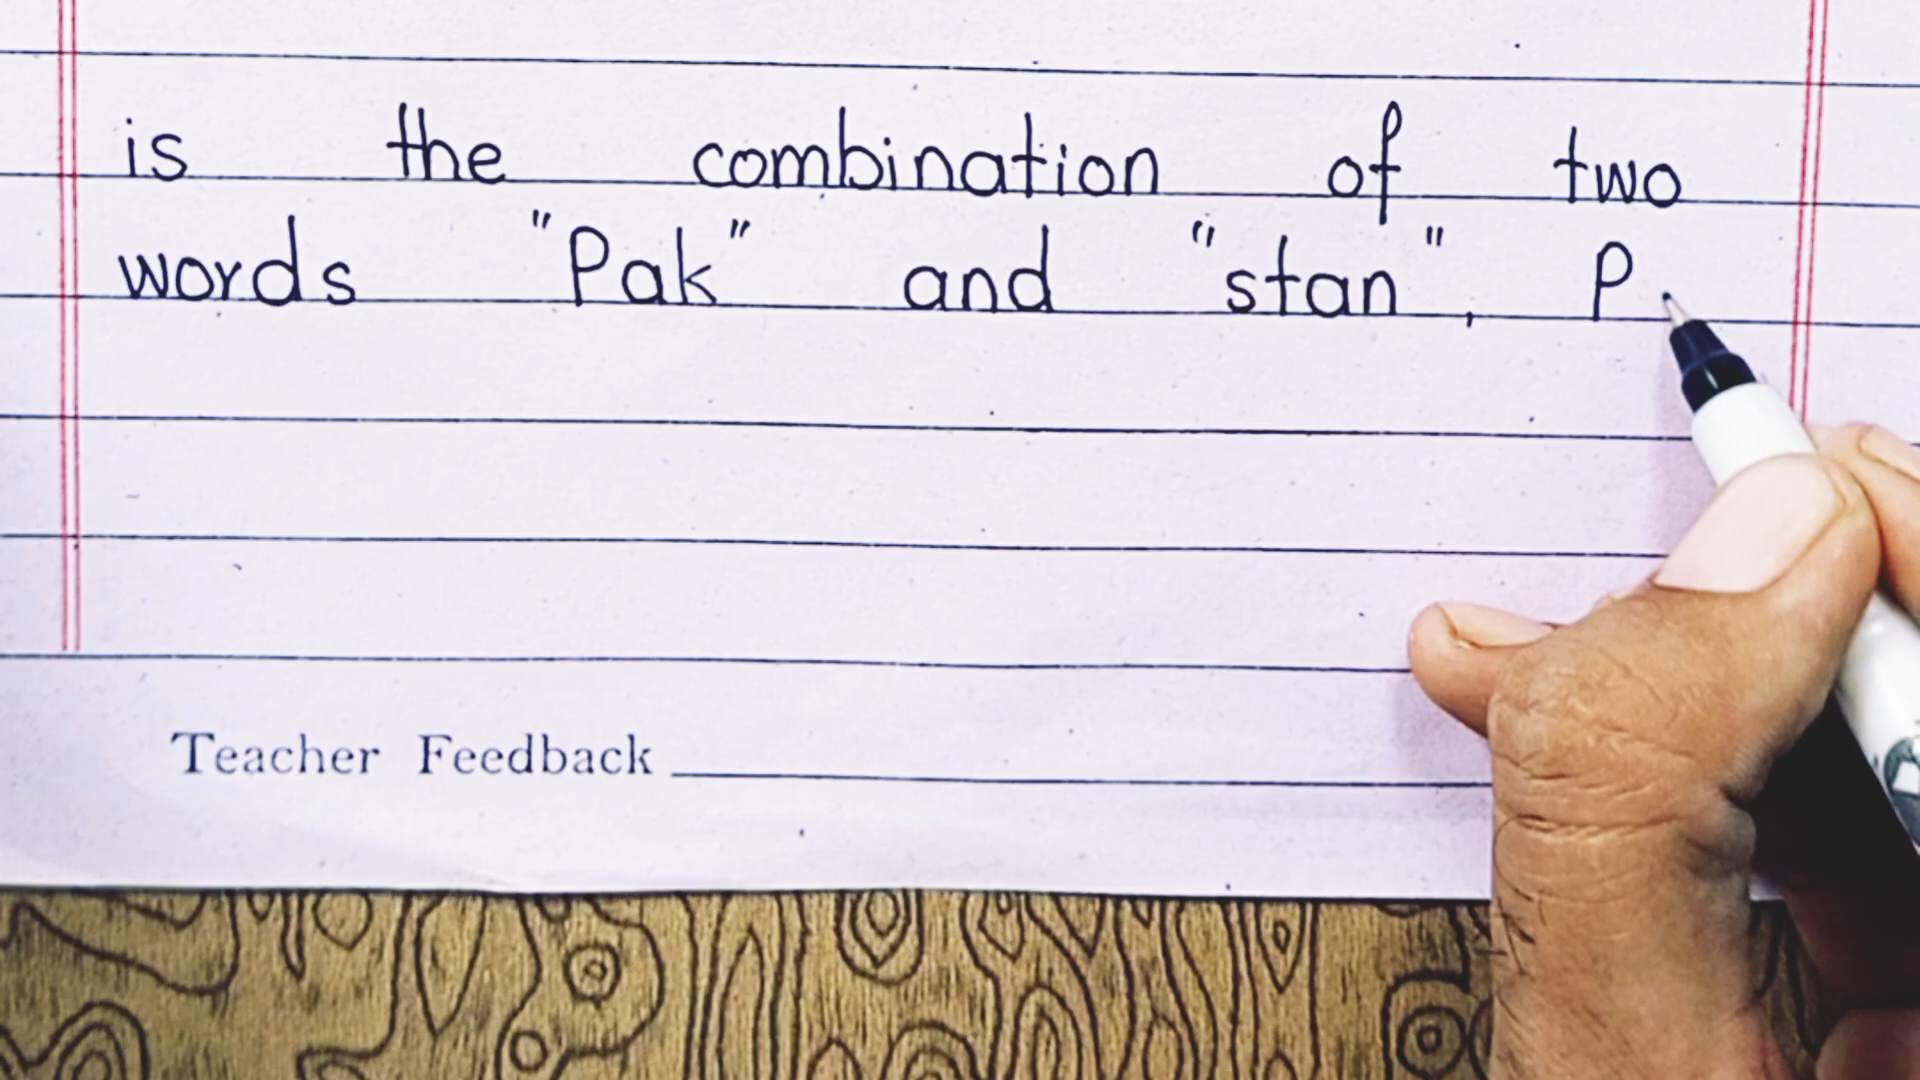 is the combination of two
words "Pak" and "stan", P
Teacher Feedback